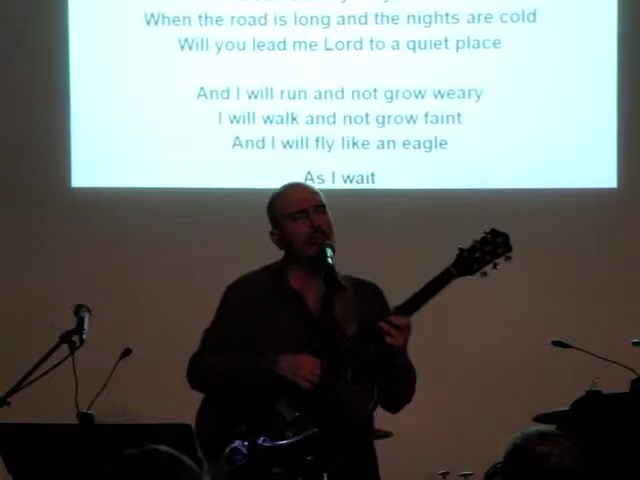 When the road is long and the nights are cold
Will you lead me Lord to a quiet place
And I will run and not grow weary
I will walk and not grow faint
And I will fly like an eagle
As I wait